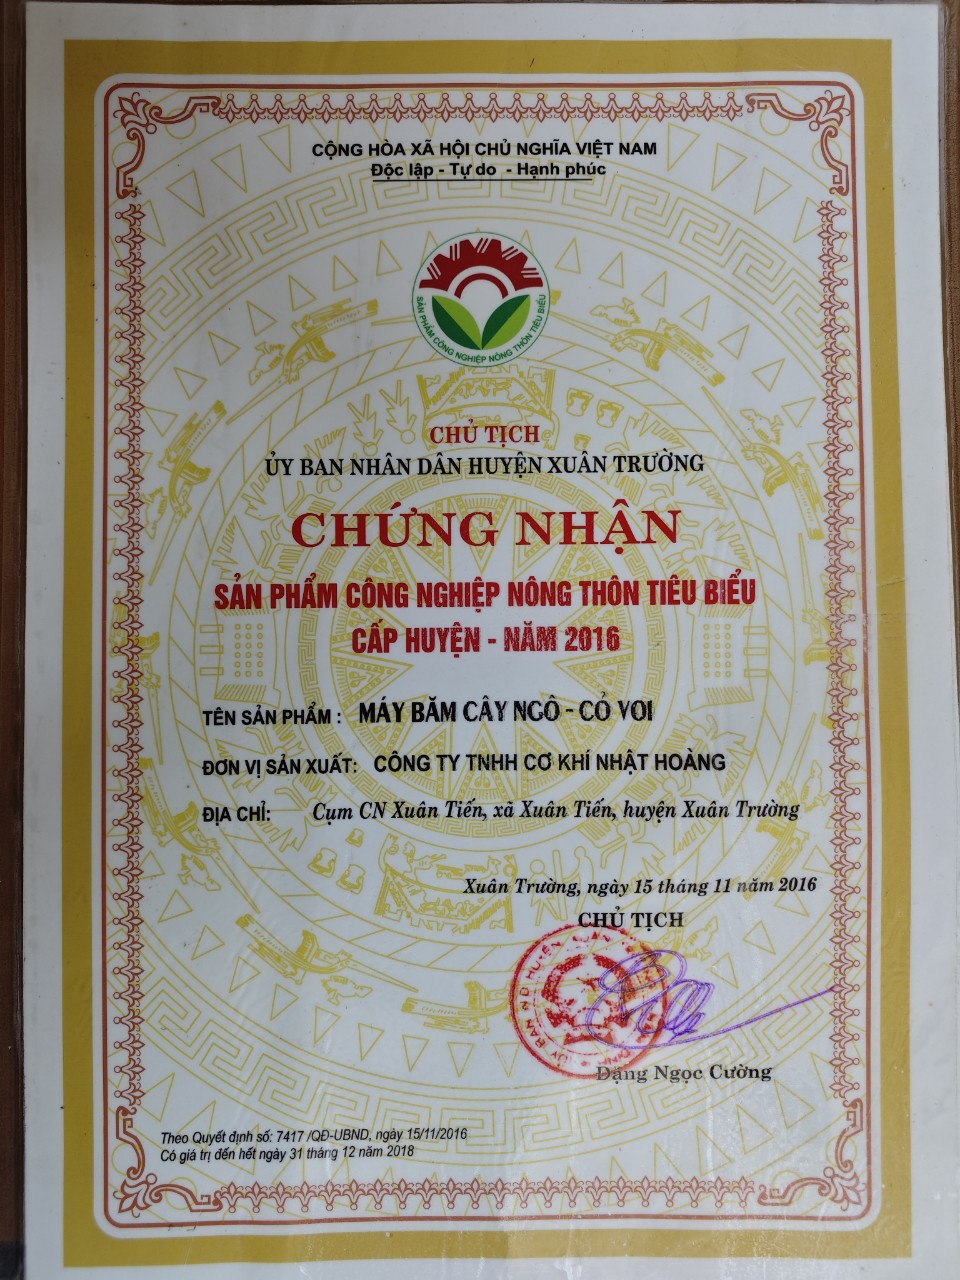 CỘNG HÒA XÃ HỘI CHỦ NGHĨA VIỆT NAM
Độc lập - Tự do - Hạnh phúc
SẢN PHẨM CÔNG NGHIỆP NÔNG THÔN TIÊU BIỂU
CHỦ TỊCH
ỦY BAN NHÂN DÂN HUYỆN XUÂN TRƯỜNG
CHỨNG NHẬN
SẢN PHẨM CÔNG NGHIỆP NÔNG THÔN TIÊU BIỂU
CẤP HUYỆN - NĂM 2016
TÊN SẢN PHẨM : MÁY BĂM CÂY NGÔ - CỎ VOI
ĐƠN VỊ SẢN XUẤT: CÔNG TY TNHH CƠ KHÍ NHẬT HOÀNG
ĐỊA CHỈ: Cụm CN Xuân Tiến, xã Xuân Tiến, huyện Xuân Trường
Xuân Trường, ngày 15 tháng 11 năm 2016
CHỦ TỊCH
ỦY BAN N.D HUYỆN XUÂN
Đặng Ngọc Cường
Theo Quyết định số: 7417 /QĐ-UBND, ngày 15/11/2016
Có giá trị đến hết ngày 31 tháng 12 năm 2018